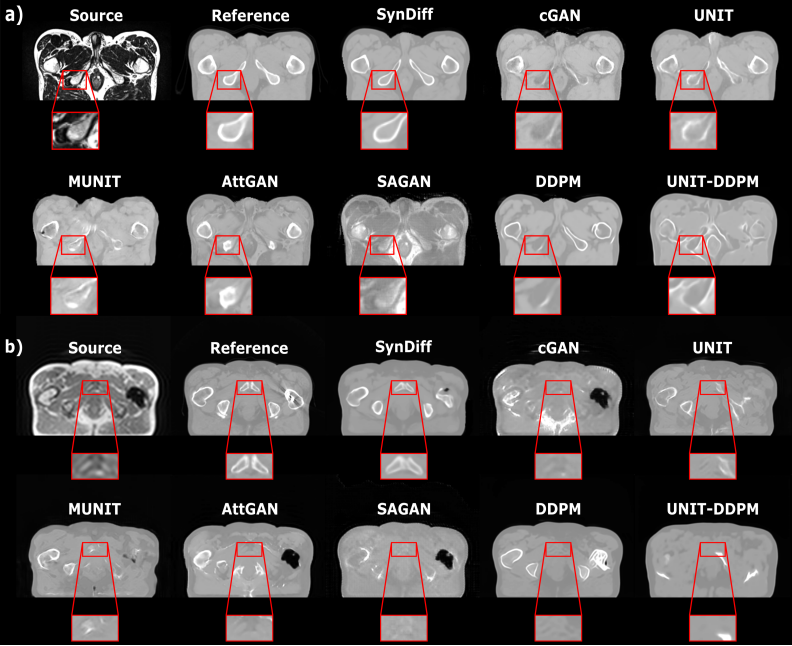 a) Source Reference SynDiff cGAN UNIT
MUNIT AttGAN SAGAN DDPM UNIT-DDPM
b) Source Reference SynDiff cGAN UNIT
MUNIT AttGAN SAGAN DDPM UNIT-DDPM